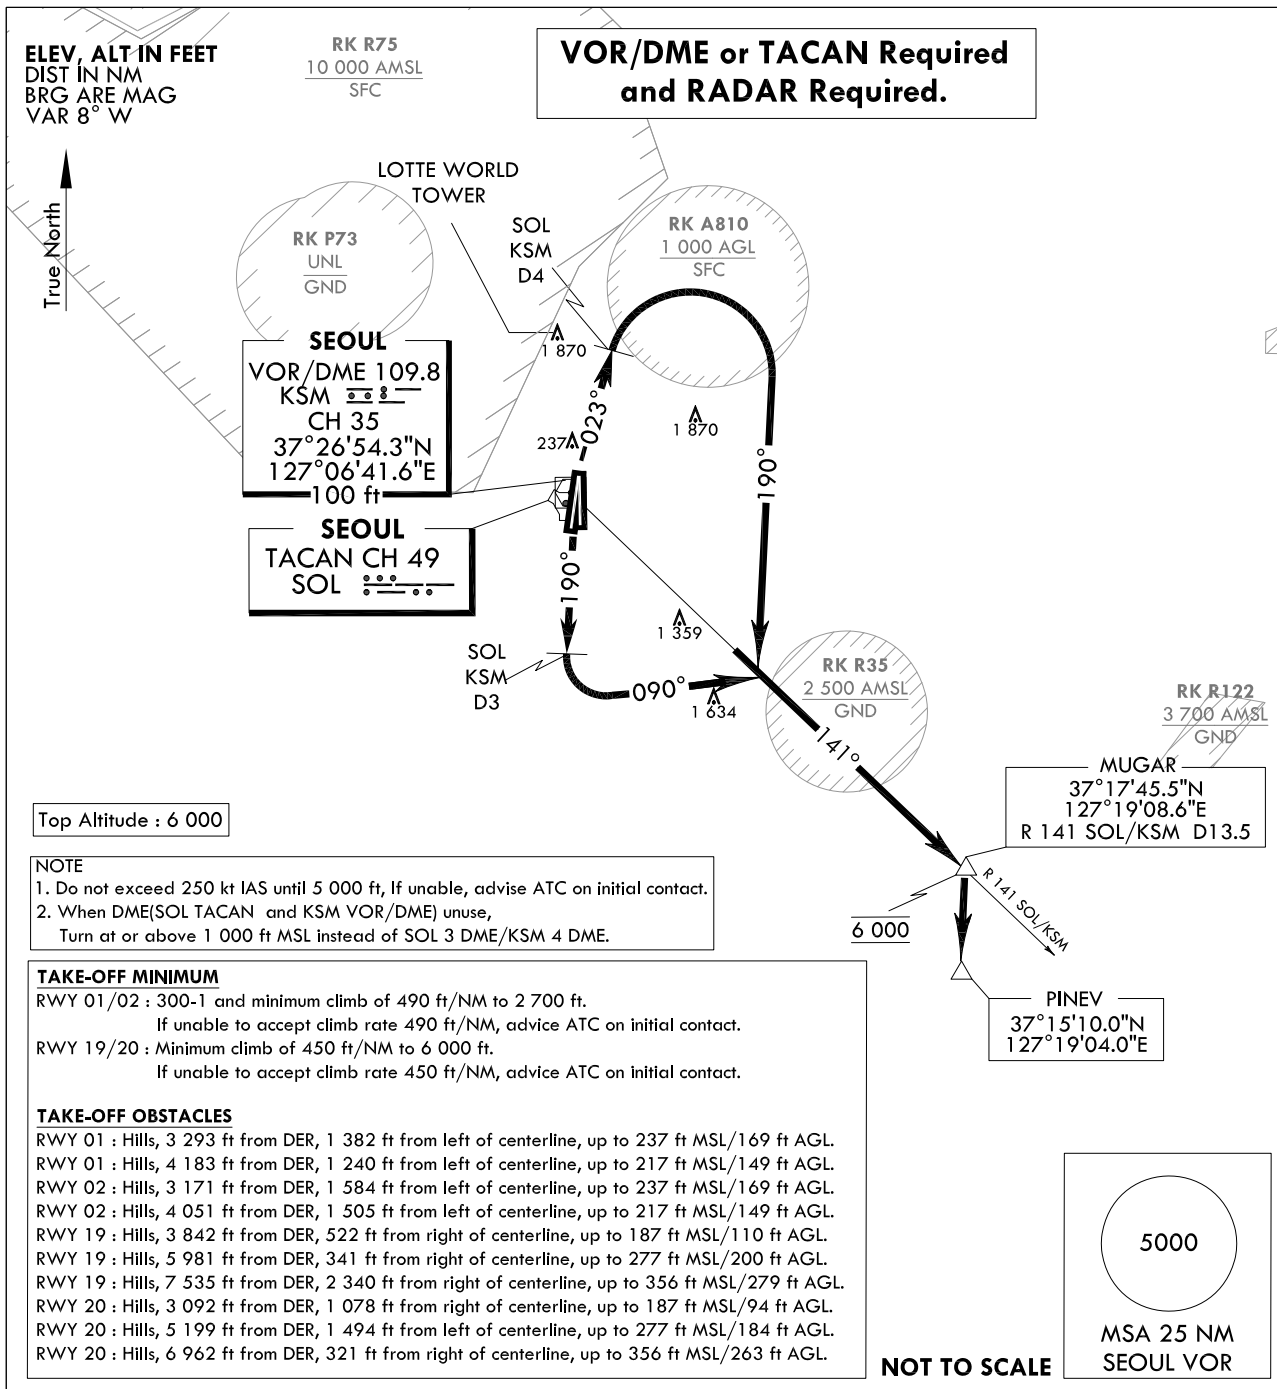 ELEV, ALT IN FEET
DIST IN NM
BRG ARE MAG
VAR 8° W
True North
RK R75
10 000 AMSL
SFC
VOR/DME or TACAN Required
and RADAR Required.
LOTTE WORLD
TOWER
SOL
KSM
D4
RK P73
UNL
GND
RK A810
1 000 AGL
SFC
1 870
SEOUL
VOR/DME 109.8
KSM
CH 35
37°26'54.3"N
127°06'41.6"E
100 ft
237
023°
1 870
190°
SEOUL
TACAN CH 49
SOL
190°
1 359
SOL
KSM
D3
090°
1 634
RK R35
2 500 AMSL
GND
141°
RK R122
3 700 AMSL
GND
MUGAR
37°17'45.5"N
127°19'08.6"E
R 141 SOL/KSM D13.5
R 141 SOL/KSM
6 000
PINEV
37°15'10.0"N
127°19'04.0"E
Top Altitude : 6 000
NOTE
1. Do not exceed 250 kt IAS until 5 000 ft, If unable, advise ATC on initial contact.
2. When DME(SOL TACAN and KSM VOR/DME) unuse,
Turn at or above 1 000 ft MSL instead of SOL 3 DME/KSM 4 DME.
TAKE-OFF MINIMUM
RWY 01/02 : 300-1 and minimum climb of 490 ft/NM to 2 700 ft.
If unable to accept climb rate 490 ft/NM, advice ATC on initial contact.
RWY 19/20 : Minimum climb of 450 ft/NM to 6 000 ft.
If unable to accept climb rate 450 ft/NM, advice ATC on initial contact.
TAKE-OFF OBSTACLES
RWY 01 : Hills, 3 293 ft from DER, 1 382 ft from left of centerline, up to 237 ft MSL/169 ft AGL.
RWY 01 : Hills, 4 183 ft from DER, 1 240 ft from left of centerline, up to 217 ft MSL/149 ft AGL.
RWY 02 : Hills, 3 171 ft from DER, 1 584 ft from left of centerline, up to 237 ft MSL/169 ft AGL.
RWY 02 : Hills, 4 051 ft from DER, 1 505 ft from left of centerline, up to 217 ft MSL/149 ft AGL.
RWY 19 : Hills, 3 842 ft from DER, 522 ft from right of centerline, up to 187 ft MSL/110 ft AGL.
RWY 19 : Hills, 5 981 ft from DER, 341 ft from right of centerline, up to 277 ft MSL/200 ft AGL.
RWY 19 : Hills, 7 535 ft from DER, 2 340 ft from right of centerline, up to 356 ft MSL/279 ft AGL.
RWY 20 : Hills, 3 092 ft from DER, 1 078 ft from right of centerline, up to 187 ft MSL/94 ft AGL.
RWY 20 : Hills, 5 199 ft from DER, 1 494 ft from left of centerline, up to 277 ft MSL/184 ft AGL.
RWY 20 : Hills, 6 962 ft from DER, 321 ft from right of centerline, up to 356 ft MSL/263 ft AGL.
NOT TO SCALE
5000
MSA 25 NM
SEOUL VOR